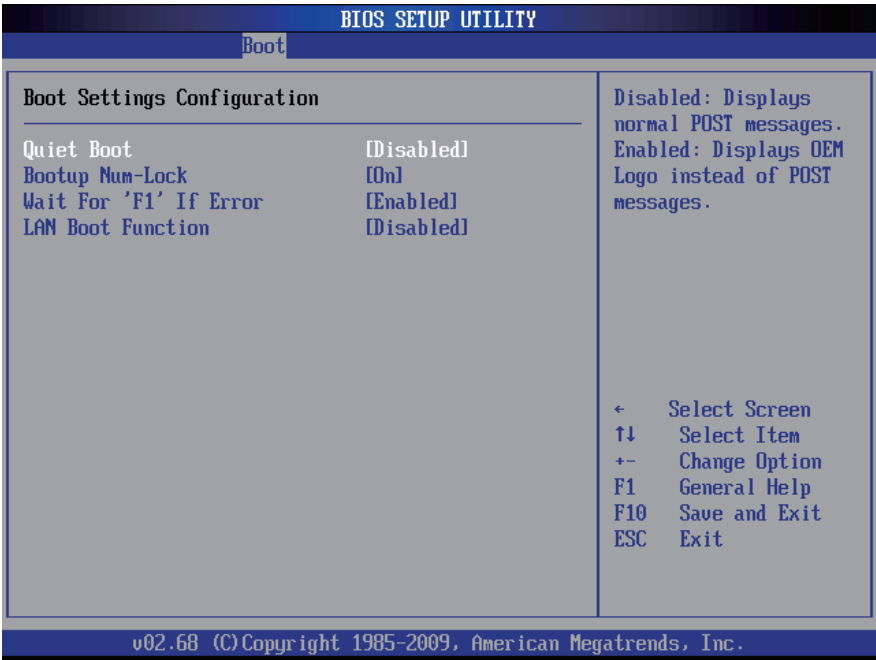 BIOS SETUP UTILITY
Boot
Boot Settings Configuration
Quiet Boot [Disabled]
Bootup Num-Lock [On]
Wait For 'F1' If Error [Enabled]
LAN Boot Function [Disabled]
Disabled: Displays
normal POST messages.
Enabled: Displays OEM
Logo instead of POST
messages.
← Select Screen
↑↓ Select Item
+- Change Option
F1 General Help
F10 Save and Exit
ESC Exit
v02.68 (C)Copyright 1985-2009, American Megatrends, Inc.